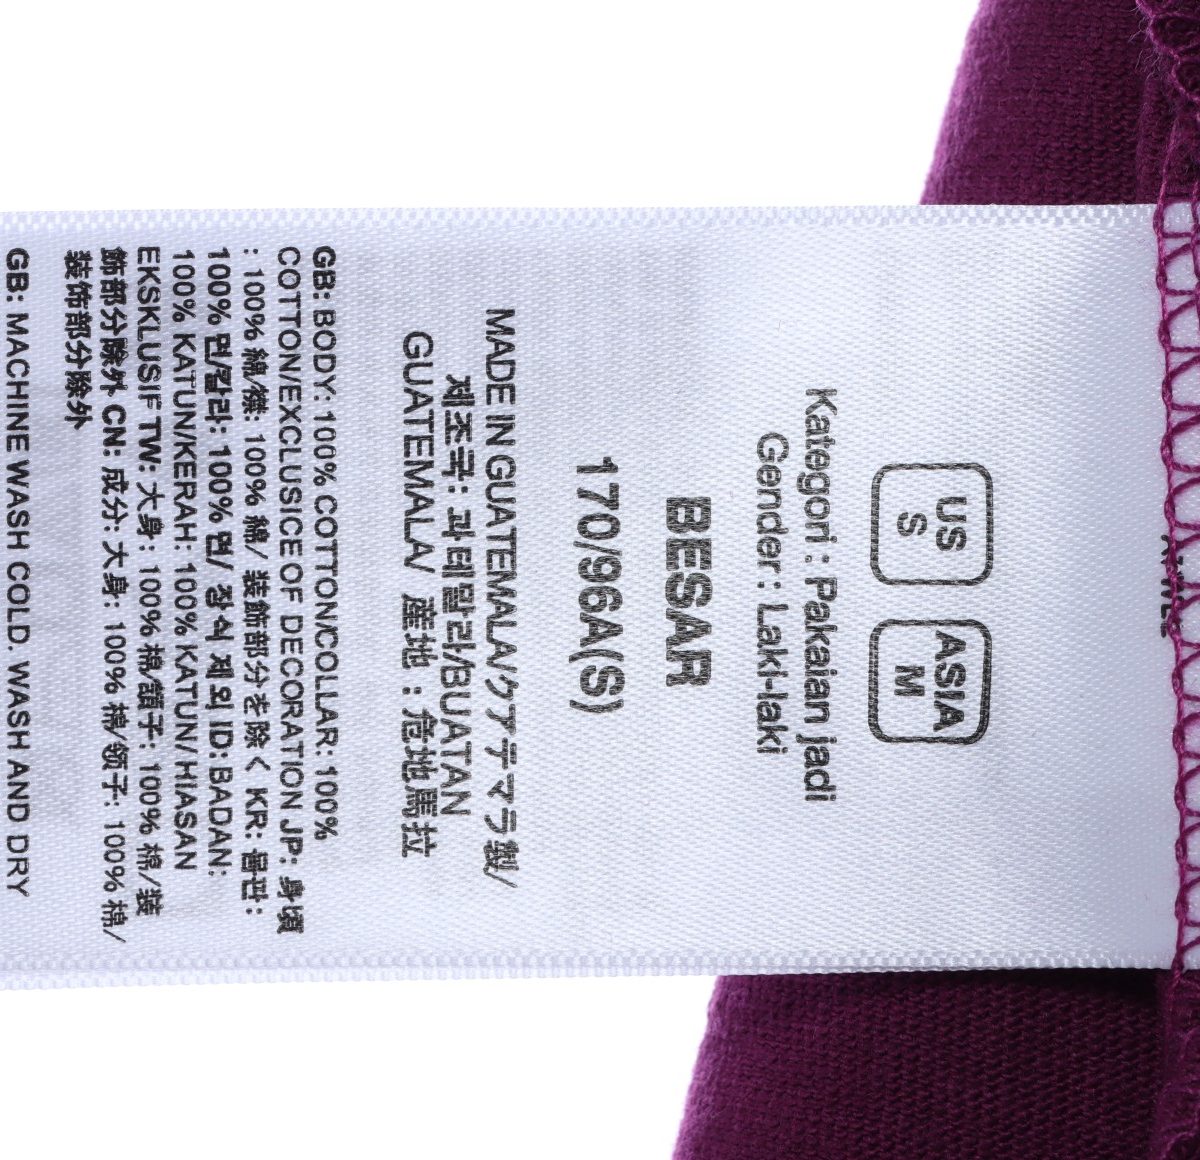 US
S
ASIA
M
Kategori : Pakaian jadi
Gender : Laki-laki
BESAR
170/96A(S)
MADE IN GUATEMALA/グアテマラ製/
제조국: 과테말라/BUATAN
GUATEMALA/ 産地 : 危地馬拉
GB: BODY: 100% COTTON/COLLAR: 100%
COTTON/EXCLUSICE OF DECORATION JP: 身頃
: 100% 綿/襟: 100% 綿/ 装飾部分を除く KR: 몸판:
100% 면/칼라: 100% 면/ 장식 제외 ID: BADAN:
100% KATUN/KERAH: 100% KATUN/ HIASAN
EKSKLUSIF TW: 大身: 100% 棉/領子: 100% 棉/装
飾部分除外 CN: 成分: 大身: 100% 棉/领子: 100% 棉/
装饰部分除外
GB: MACHINE WASH COLD. WASH AND DRY